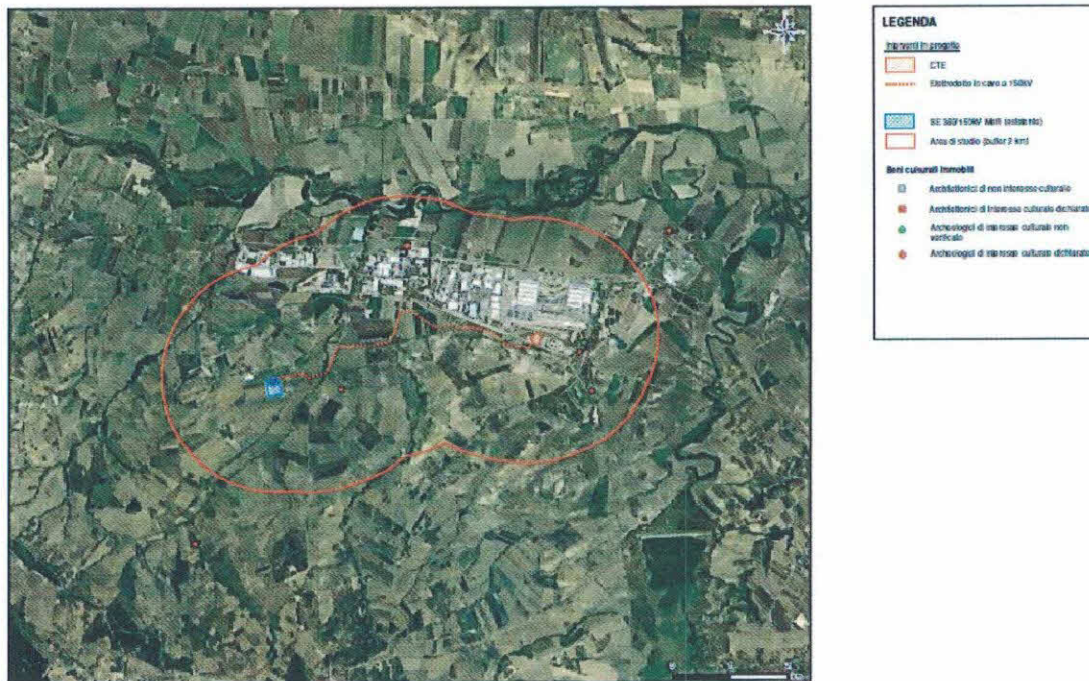 LEGENDA
Interventi in progetto
CTE
Elettrodotto in cavo a 150kV
SE 380/150kV Melfi (esistente)
Area di studio (buffer 2 km)
Beni culturali immobili
Architettonici di non interesse culturale
Architettonici di interesse culturale dichiarato
Archeologici di interesse culturale non
verificato
Archeologici di interesse culturale dichiarato